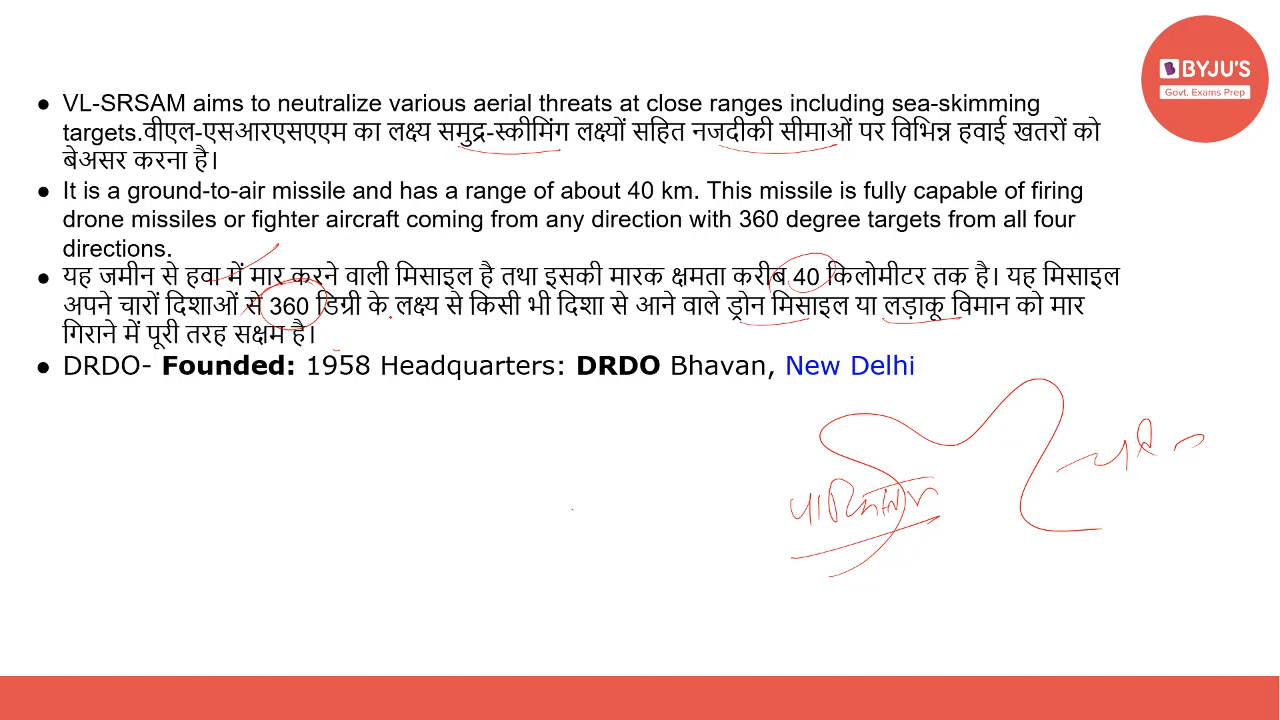 BYJU'S
Govt. Exams Prep
● VL-SRSAM aims to neutralize various aerial threats at close ranges including sea-skimming
targets.वीएल-एसआरएसएएम का लक्ष्य समुद्र-स्कीमिंग लक्ष्यों सहित नजदीकी सीमाओं पर विभिन्न हवाई खतरों को
बेअसर करना है।
● It is a ground-to-air missile and has a range of about 40 km. This missile is fully capable of firing
drone missiles or fighter aircraft coming from any direction with 360 degree targets from all four
directions.
● यह जमीन से हवा में मार करने वाली मिसाइल है तथा इसकी मारक क्षमता करीब 40 किलोमीटर तक है। यह मिसाइल
अपने चारों दिशाओं से 360 डिग्री के लक्ष्य से किसी भी दिशा से आने वाले ड्रोन मिसाइल या लड़ाकू विमान को मार
गिराने में पूरी तरह सक्षम है।
● DRDO- Founded: 1958 Headquarters: DRDO Bhavan, New Delhi